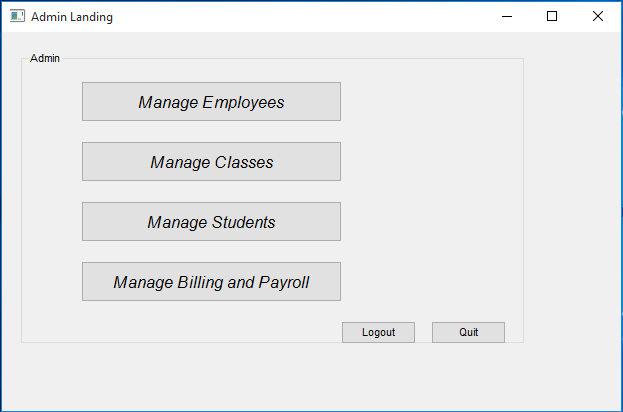 Admin Landing
Admin
Manage Employees
Manage Classes
Manage Students
Manage Billing and Payroll
Logout Quit